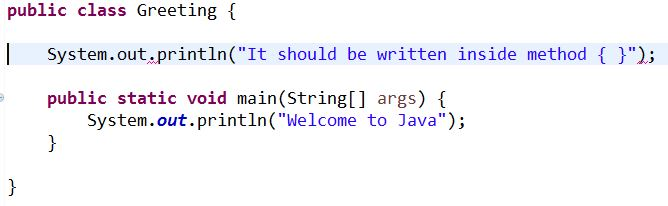 public class Greeting {
System.out.println("It should be written inside method { }");
public static void main(String[] args) {
System.out.println("Welcome to Java");
}
}